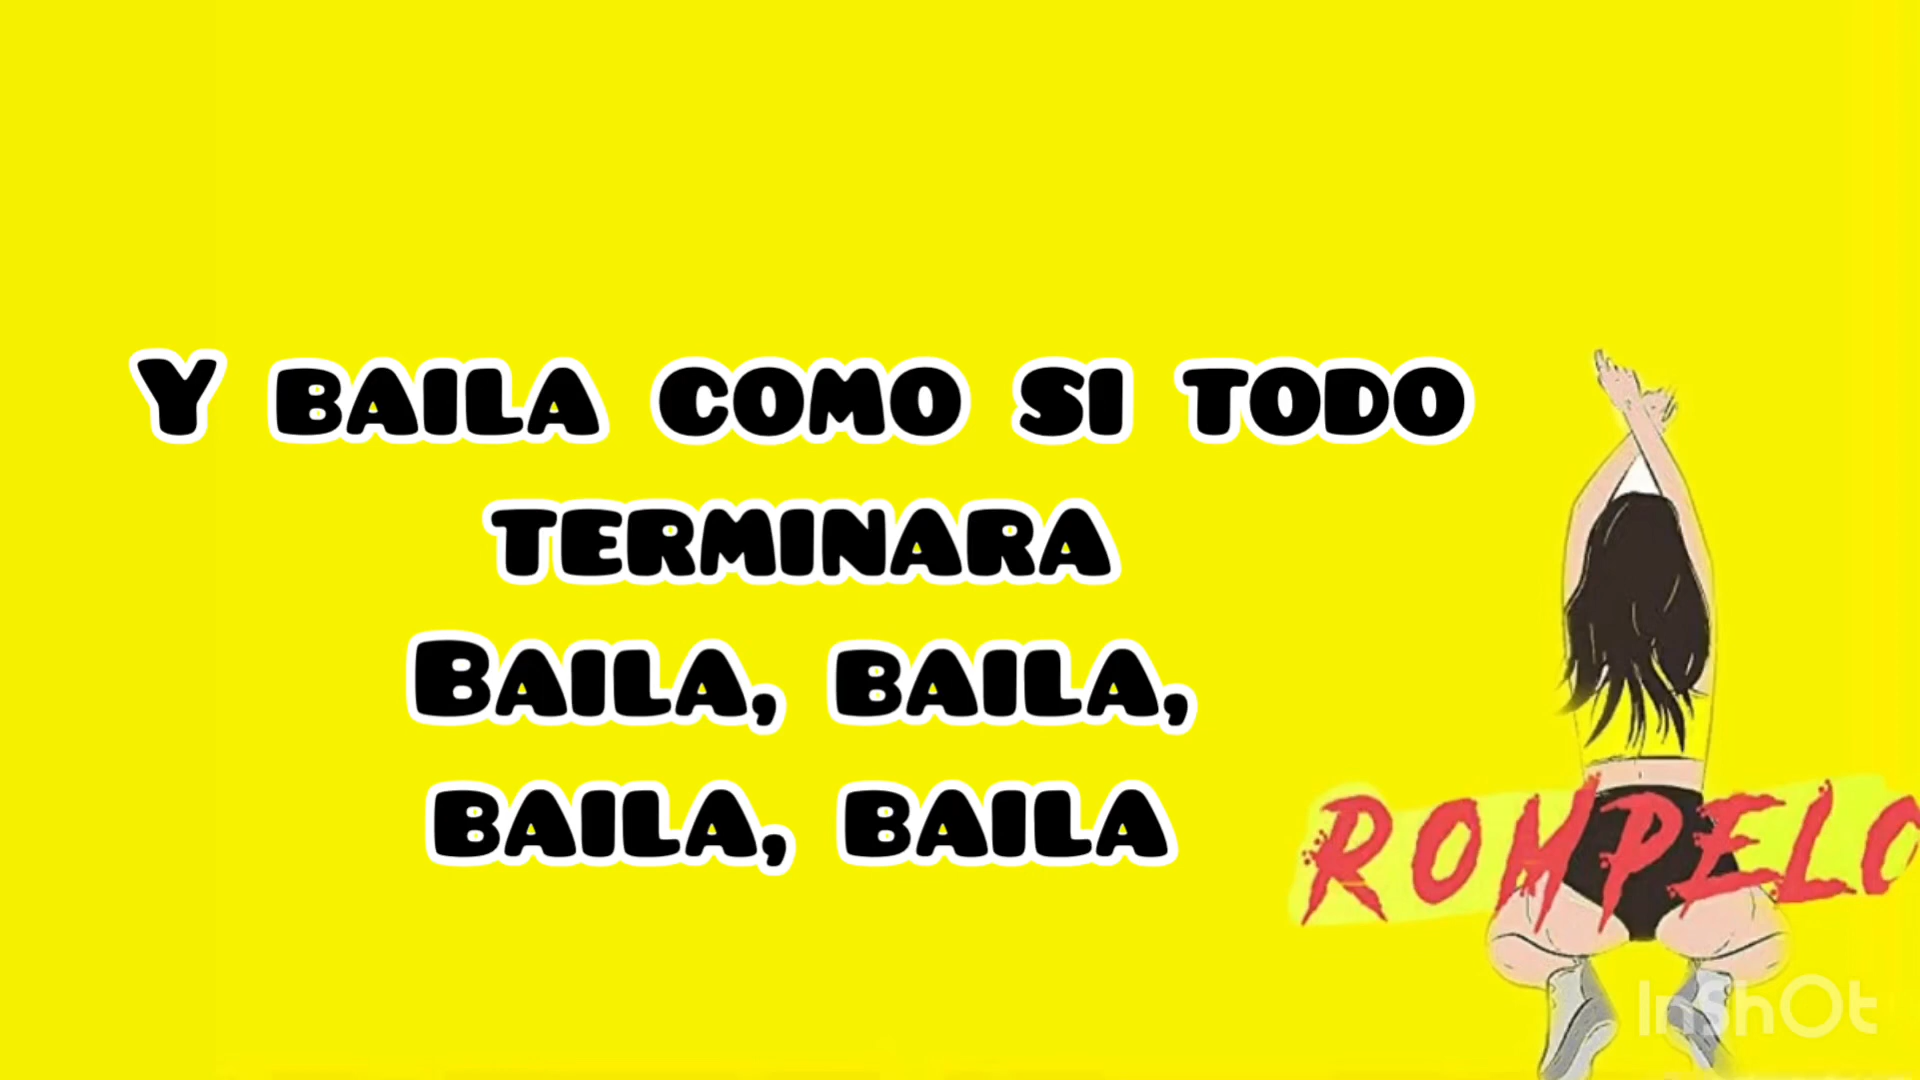 Y BAILA COMO SI TODO
TERMINARA
BAILA, BAILA,
BAILA, BAILA
ROMPELO
InShOt